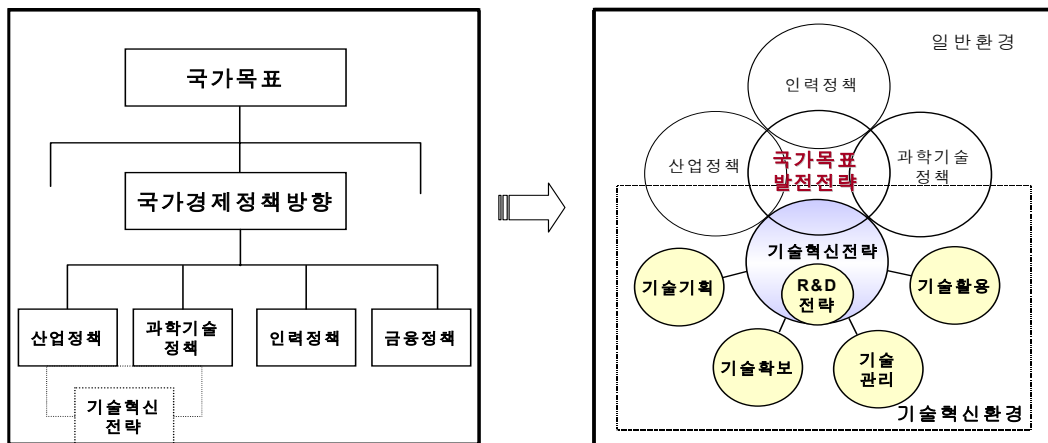 국가목표
국가경제정책방향
산업정책
과학기술
정책
인력정책
금융정책
기술혁신
전략
일반환경
인력정책
산업정책
국가목표
발전전략
과학기술
정책
기술혁신전략
R&D
전략
기술기획
기술활용
기술확보
기술
관리
기술혁신환경